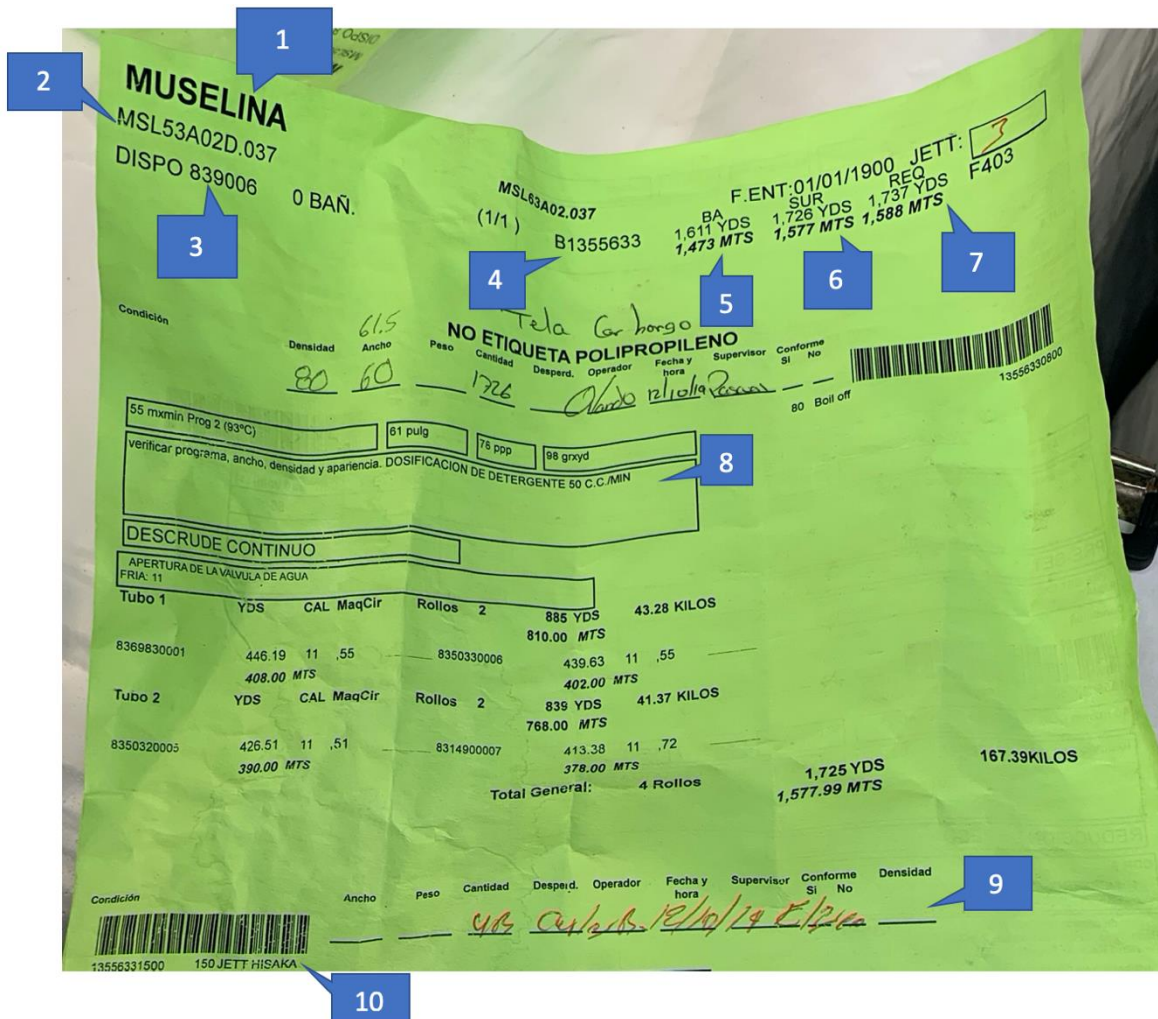 1
2
MUSELINA
MSL53A02D.037
DISPO 839006 0 BAÑ.
3
MSL63A02.037
(1/1 ) B1355633
F.ENT:01/01/1900 JETT: 3
BA SUR REQ F403
1,611 YDS 1,726 YDS 1,737 YDS
1,473 MTS 1,577 MTS 1,588 MTS
4
5
6
7
Tela
NO ETIQUETA POLIPROPILENO
Condición Densidad Ancho Peso Cantidad Desperd. Operador Fecha y hora Supervisor Conforme Si No
61.5
80 60 1726 12/10/19 Pascual
80 Boil off
13556330800
55 mxmin Prog 2 (93ºC) 61 pulg 76 ppp 98 grxyd
verificar programa, ancho, densidad y apariencia. DOSIFICACION DE DETERGENTE 50 C.C./MIN
8
DESCRUDE CONTINUO
APERTURA DE LA VALVULA DE AGUA
FRIA: 11
Tubo 1 YDS CAL MaqCir Rollos 2 885 YDS 43.28 KILOS
810.00 MTS
8369830001 446.19 11 ,55 8350330006 439.63 11 ,55
408.00 MTS 402.00 MTS
Tubo 2 YDS CAL MaqCir Rollos 2 839 YDS 41.37 KILOS
768.00 MTS
8350320005 426.51 11 ,51 8314900007 413.38 11 ,72
390.00 MTS 378.00 MTS
Total General: 4 Rollos 1,725 YDS 167.39KILOS
1,577.99 MTS
Condición Ancho Peso Cantidad Desperd. Operador Fecha y hora Supervisor Conforme Si No Densidad
9
13556331500 150 JETT HISAKA
10